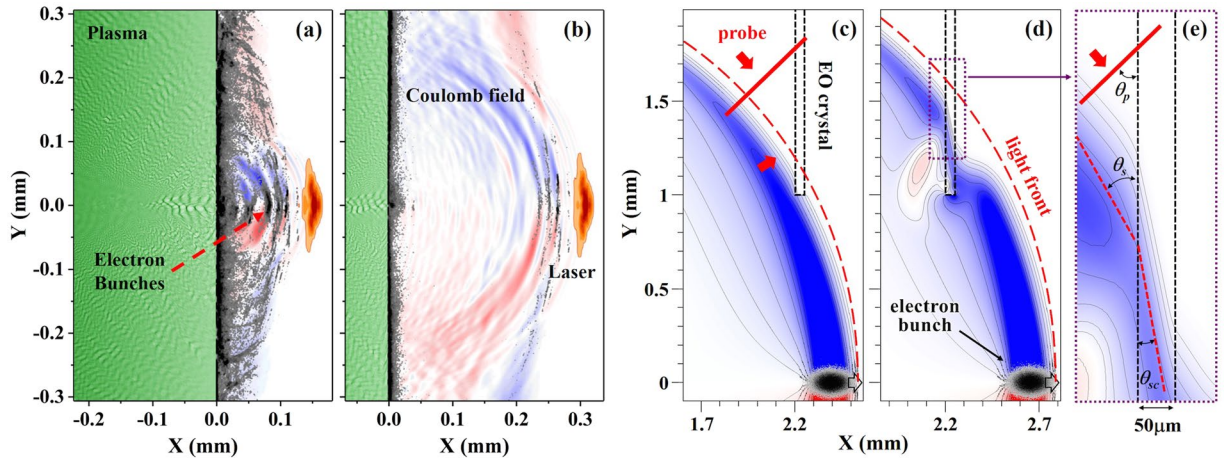 Plasma
(a)
Electron
Bunches
Y (mm)
0.3
0.2
0.1
0.0
-0.1
-0.2
-0.3
-0.2
-0.1
0.0
0.1
X (mm)
(b)
Coulomb field
Laser
0.0
0.1
0.2
0.3
X (mm)
(c)
probe
EO crystal
Y (mm)
1.5
1
0.5
0
1.7
2.2
(d)
light front
electron
bunch
2.2
2.7
X (mm)
(e)
θp
θs
θsc
50μm